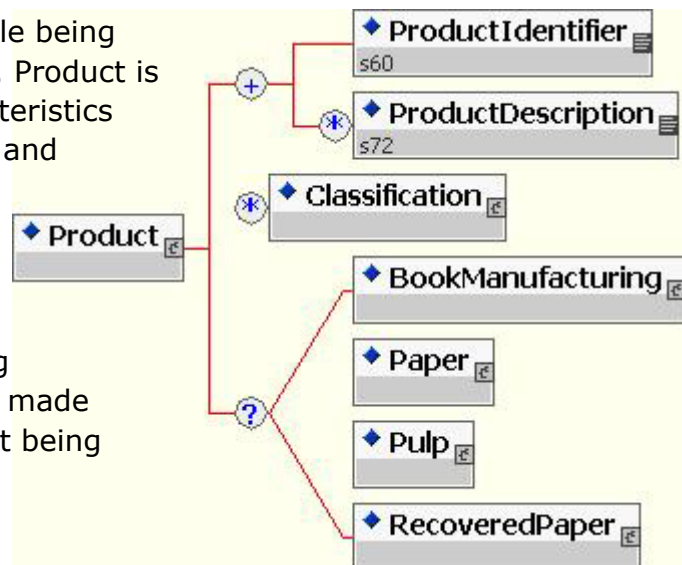 le being
Product is
teristics
and
g
made
t being
Product
+
ProductIdentifier
s60
*
ProductDescription
s72
*
Classification
?
BookManufacturing
Paper
Pulp
RecoveredPaper